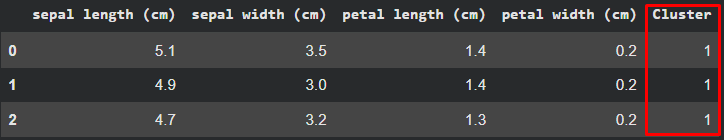 sepal length (cm) sepal width (cm) petal length (cm) petal width (cm) Cluster
0 5.1 3.5 1.4 0.2 1
1 4.9 3.0 1.4 0.2 1
2 4.7 3.2 1.3 0.2 1